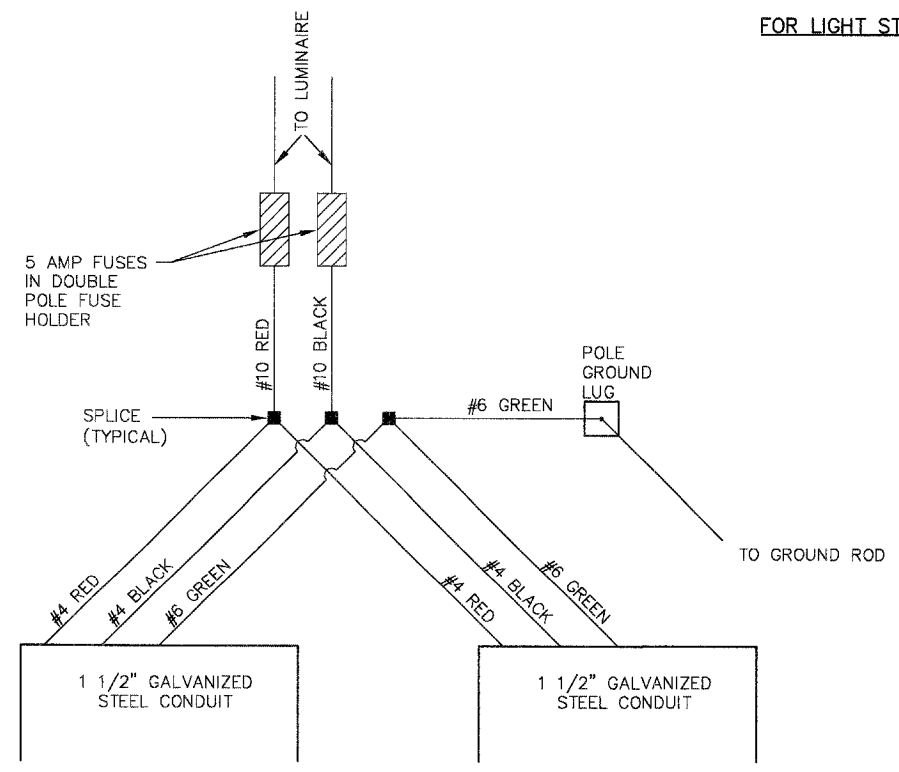 FOR LIGHT ST
TO LUMINAIRE
5 AMP FUSES
IN DOUBLE
POLE FUSE
HOLDER
#10 RED
#10 BLACK
POLE
GROUND
LUG
#6 GREEN
SPLICE
(TYPICAL)
TO GROUND ROD
#4 RED
#4 BLACK
#6 GREEN
#4 RED
#4 BLACK
#6 GREEN
1 1/2" GALVANIZED
STEEL CONDUIT
1 1/2" GALVANIZED
STEEL CONDUIT